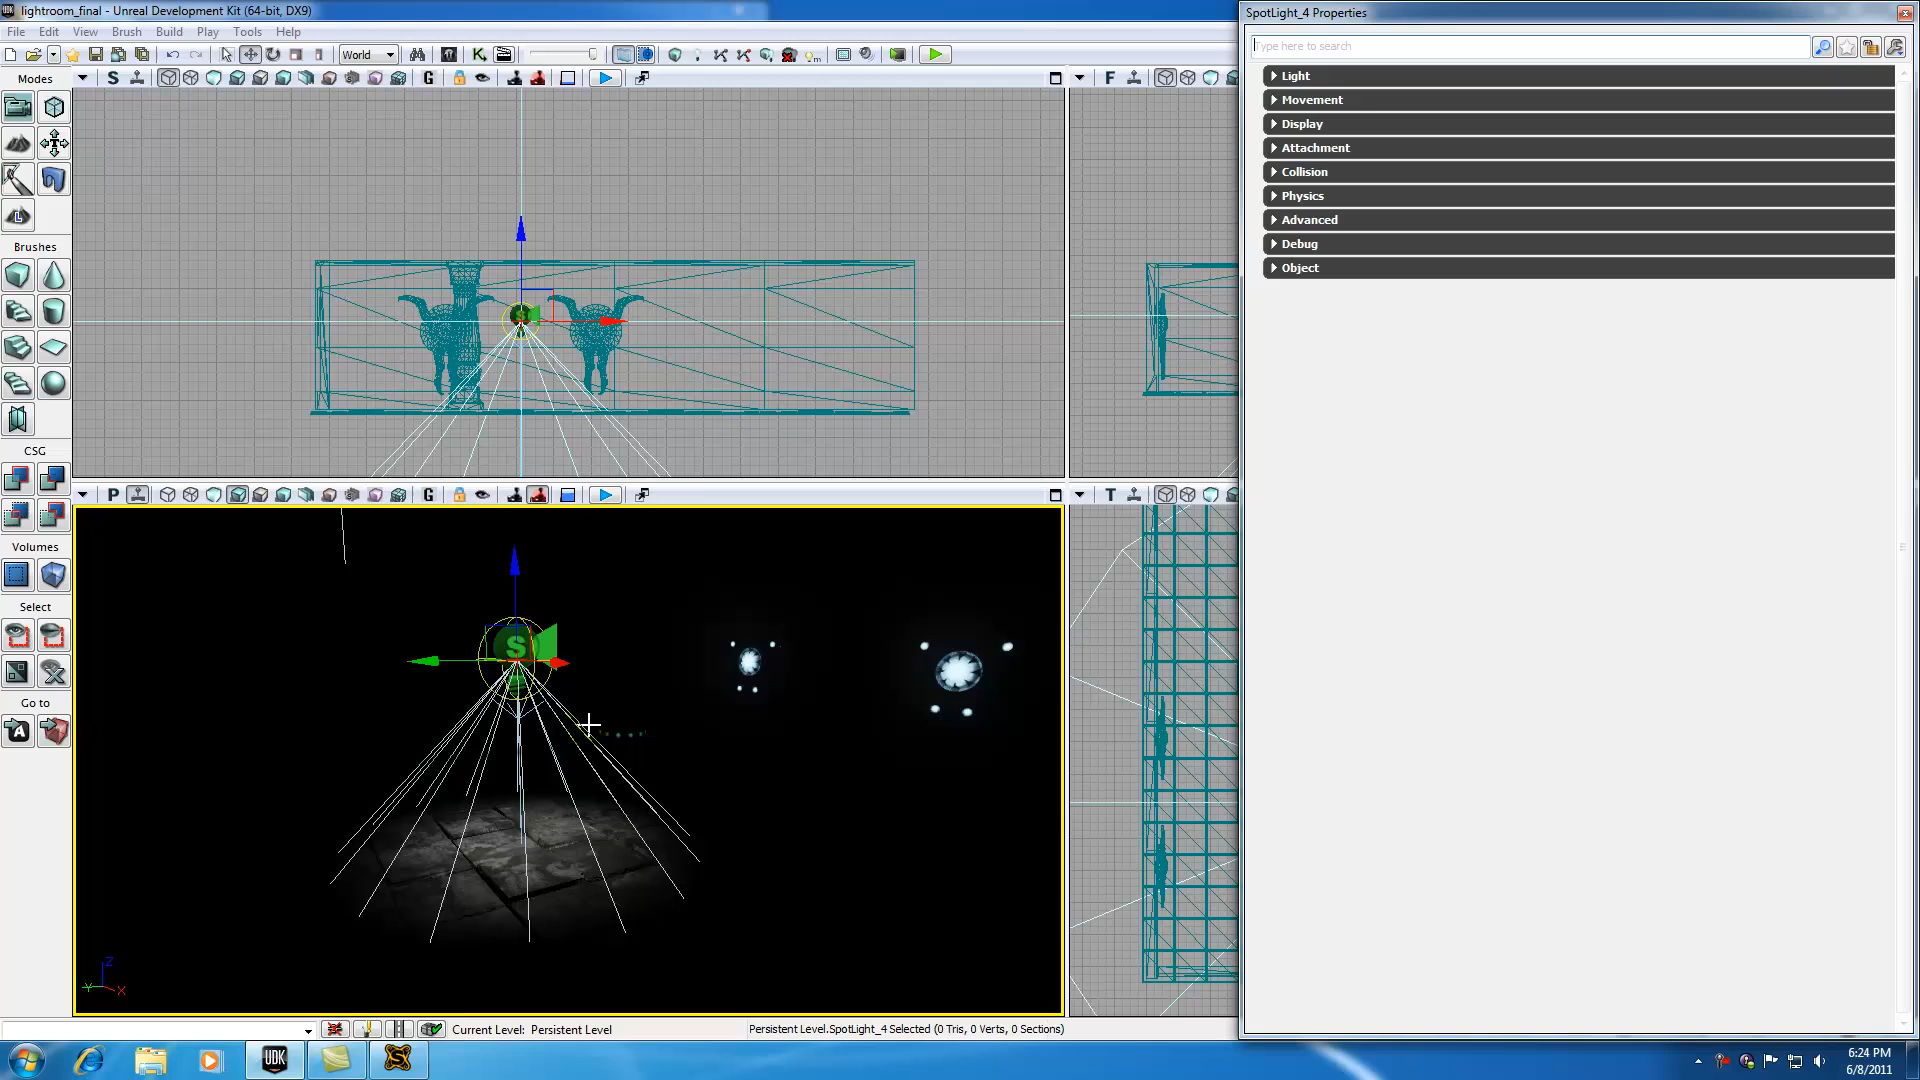 lightroom_final - Unreal Development Kit (64-bit, DX9)
File Edit View Brush Build Play Tools Help
World
Modes
S
G
F
L
Brushes
CSG
Volumes
Select
Go to
A
P
G
T
S
Z
Y
X
Current Level: Persistent Level
Persistent Level.SpotLight_4 Selected (0 Tris, 0 Verts, 0 Sections)
SpotLight_4 Properties
Type here to search
Light
Movement
Display
Attachment
Collision
Physics
Advanced
Debug
Object
UDK
6:24 PM
6/8/2011